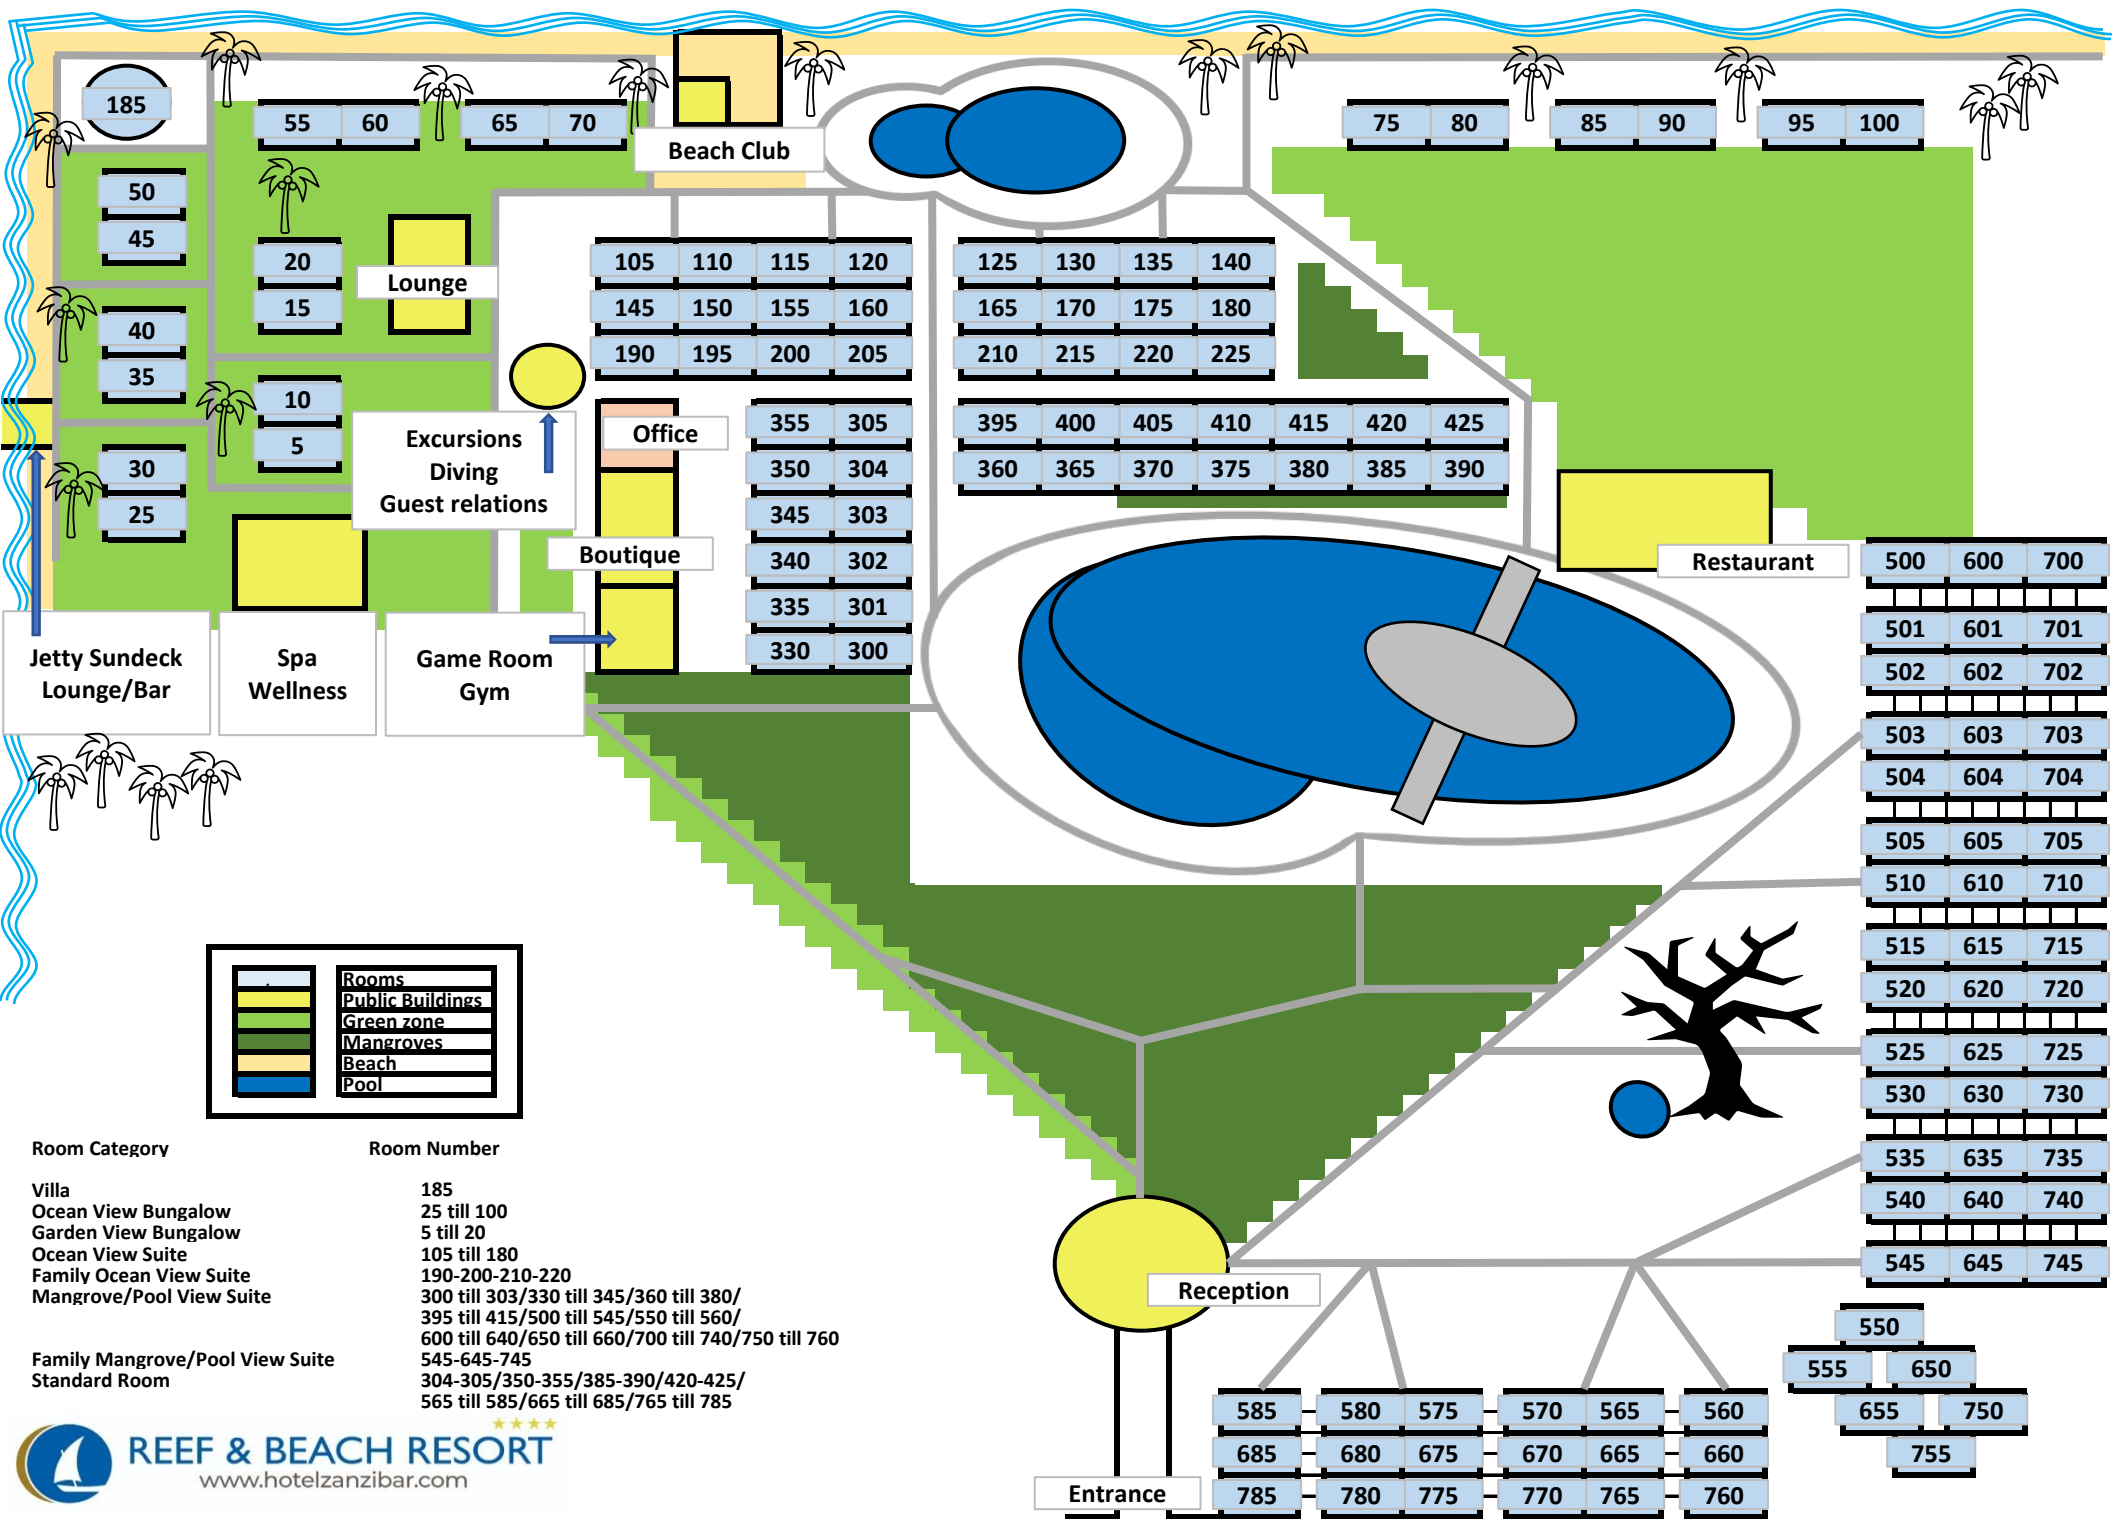 185
55 60 65 70
Beach Club
75 80 85 90 95 100
50
45
20
15
Lounge
40
35
10
5
30
25
105 110 115 120
145 150 155 160
190 195 200 205
125 130 135 140
165 170 175 180
210 215 220 225
Excursions
Diving
Guest relations
Office
Boutique
355 305
350 304
345 303
340 302
335 301
330 300
395 400 405 410 415 420 425
360 365 370 375 380 385 390
Restaurant
Jetty Sundeck
Lounge/Bar
Spa
Wellness
Game Room
Gym
500 600 700
501 601 701
502 602 702
503 603 703
504 604 704
505 605 705
510 610 710
515 615 715
520 620 720
525 625 725
530 630 730
535 635 735
540 640 740
545 645 745
550
555 650
655 750
755
Rooms
Public Buildings
Green zone
Mangroves
Beach
Pool
Room Category Room Number
Villa 185
Ocean View Bungalow 25 till 100
Garden View Bungalow 5 till 20
Ocean View Suite 105 till 180
Family Ocean View Suite 190-200-210-220
Mangrove/Pool View Suite 300 till 303/330 till 345/360 till 380/
395 till 415/500 till 545/550 till 560/
600 till 640/650 till 660/700 till 740/750 till 760
Family Mangrove/Pool View Suite 545-645-745
Standard Room 304-305/350-355/385-390/420-425/
565 till 585/665 till 685/765 till 785
REEF & BEACH RESORT
www.hotelzanzibar.com
Reception
Entrance
585 580 575 570 565 560
685 680 675 670 665 660
785 780 775 770 765 760